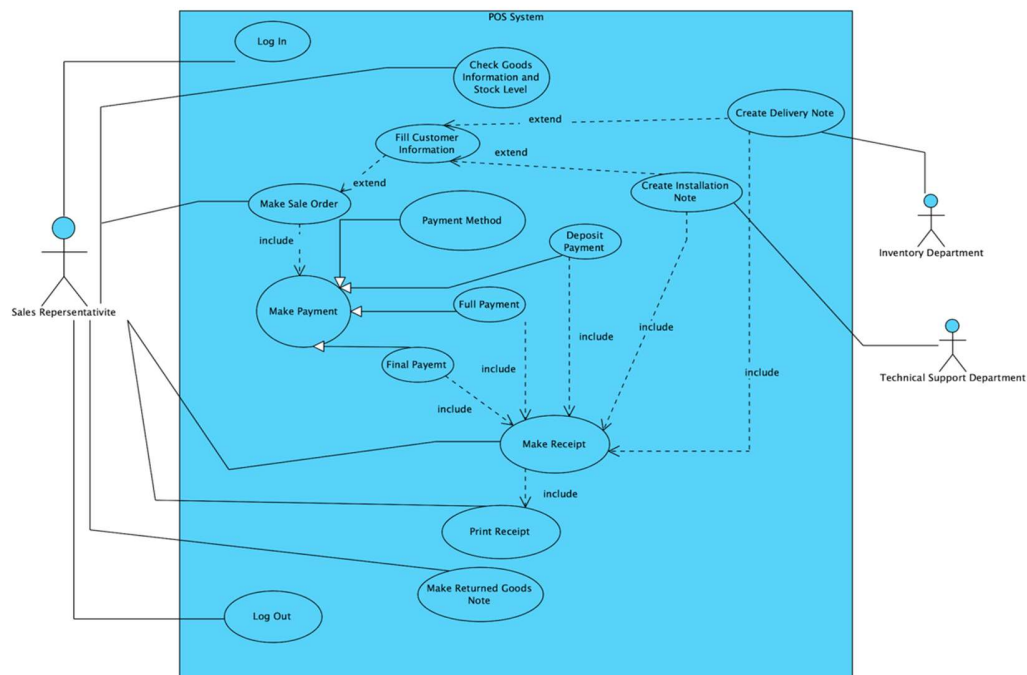 POS System
Log In
Check Goods
Information and
Stock Level
Create Delivery Note
extend
Fill Customer
Information
extend
extend
Create Installation
Note
Make Sale Order
Payment Method
Deposit
Payment
include
Inventory Department
Make Payment
Full Payment
Sales Repersentativite
include
include
include
Final Payemt
include
Technical Support Department
include
Make Receipt
include
Print Receipt
Make Returned Goods
Note
Log Out